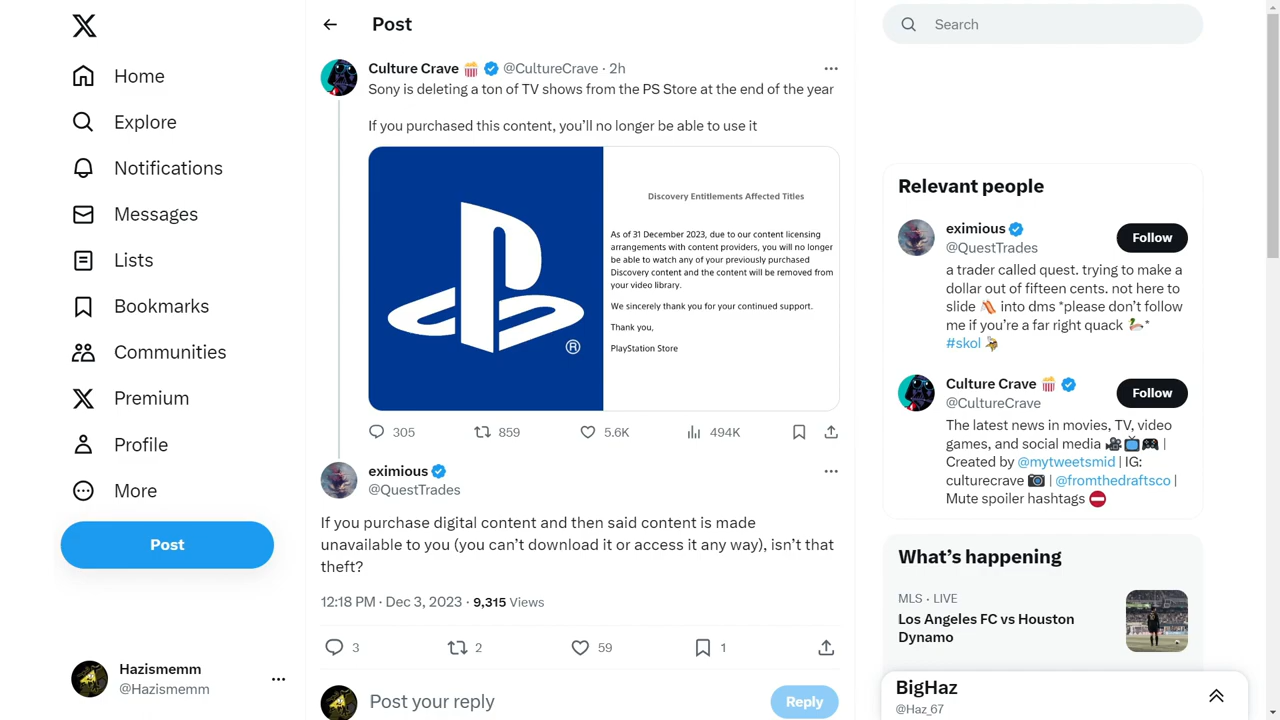 Home
Explore
Notifications
Messages
Lists
Bookmarks
Communities
Premium
Profile
More
Post
Hazismemm
@Hazismemm
Post
Culture Crave 🍿 @CultureCrave · 2h
Sony is deleting a ton of TV shows from the PS Store at the end of the year
If you purchased this content, you’ll no longer be able to use it
®
Discovery Entitlements Affected Titles
As of 31 December 2023, due to our content licensing
arrangements with content providers, you will no longer
be able to watch any of your previously purchased
Discovery content and the content will be removed from
your video library.
We sincerely thank you for your continued support.
Thank you,
PlayStation Store
305 859 5.6K 494K
eximious
@QuestTrades
If you purchase digital content and then said content is made
unavailable to you (you can’t download it or access it any way), isn’t that
theft?
12:18 PM · Dec 3, 2023 · 9,315 Views
3 2 59 1
Post your reply
Reply
Search
Relevant people
eximious
@QuestTrades
Follow
a trader called quest. trying to make a
dollar out of fifteen cents. not here to
slide 🛝 into dms *please don’t follow
me if you’re a far right quack 🦆*
#skol
Culture Crave 🍿
@CultureCrave
Follow
The latest news in movies, TV, video
games, and social media 🎥📺🎮 |
Created by @mytweetsmid | IG:
culturecrave 📷 | @fromthedraftsco |
Mute spoiler hashtags ⛔
What’s happening
MLS · LIVE
Los Angeles FC vs Houston
Dynamo
BigHaz
@Haz_67